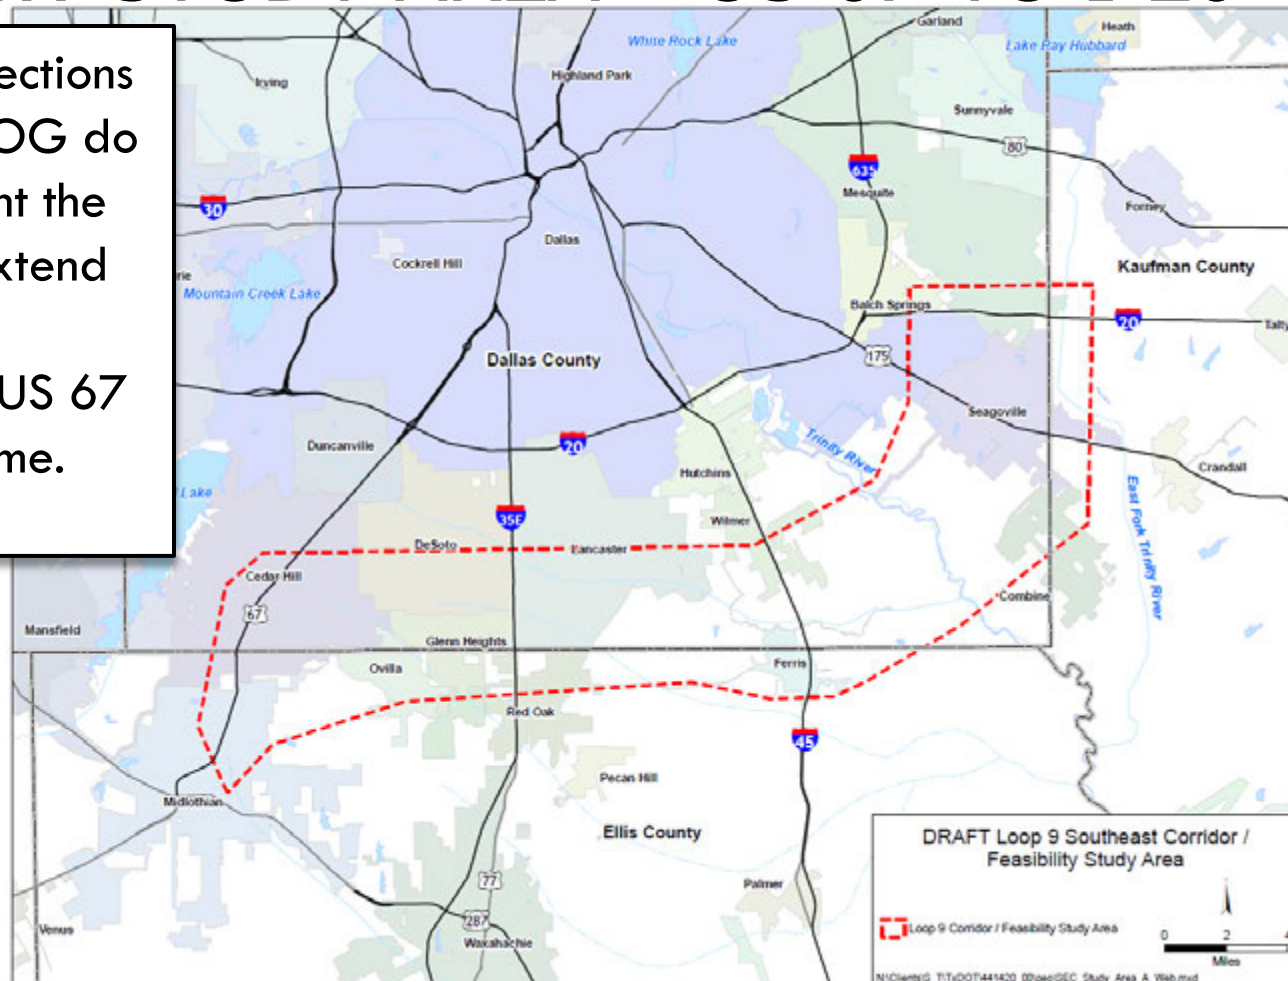 ections
OG do
nt the
xtend
US 67
me.
Garland
Heath
White Rock Lake
Lake Ray Hubbard
Highland Park
Irving
Sunnyvale
80
635
Mesquite
30
Forney
Dallas
Cockrell Hill
Kaufman County
rie
Mountain Creek Lake
Balch Springs
20
Talty
Dallas County
175
Seagoville
Duncanville
20
Trinity River
Hutchins
Crandall
Lake
35E
Wilmer
East Fork Trinity River
DeSoto
Lancaster
Cedar Hill
Combine
67
Mansfield
Glenn Heights
Ovilla
Ferris
Red Oak
45
Pecan Hill
Midlothian
Ellis County
DRAFT Loop 9 Southeast Corridor /
Feasibility Study Area
77
Palmer
287
Venus
Waxahachie
Loop 9 Corridor / Feasibility Study Area
0 2 4
Miles